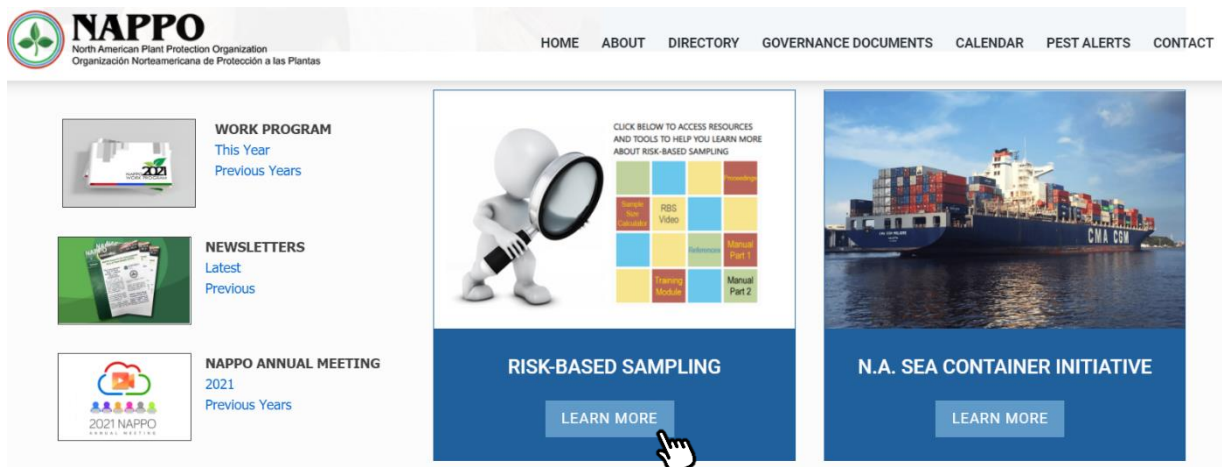 NAPPO
North American Plant Protection Organization
Organización Norteamericana de Protección a las Plantas
HOME ABOUT DIRECTORY GOVERNANCE DOCUMENTS CALENDAR PEST ALERTS CONTACT
WORK PROGRAM
This Year
Previous Years
2021
NEWSLETTERS
Latest
Previous
NAPPO ANNUAL MEETING
2021
Previous Years
2021 NAPPO
ANNUAL MEETING
CLICK BELOW TO ACCESS RESOURCES
AND TOOLS TO HELP YOU LEARN MORE
ABOUT RISK-BASED SAMPLING
Proceedings
Sample
Size
Calculator
RBS
Video
References
Manual
Part 1
Training
Module
Manual
Part 2
RISK-BASED SAMPLING
LEARN MORE
CMA CGM
N.A. SEA CONTAINER INITIATIVE
LEARN MORE